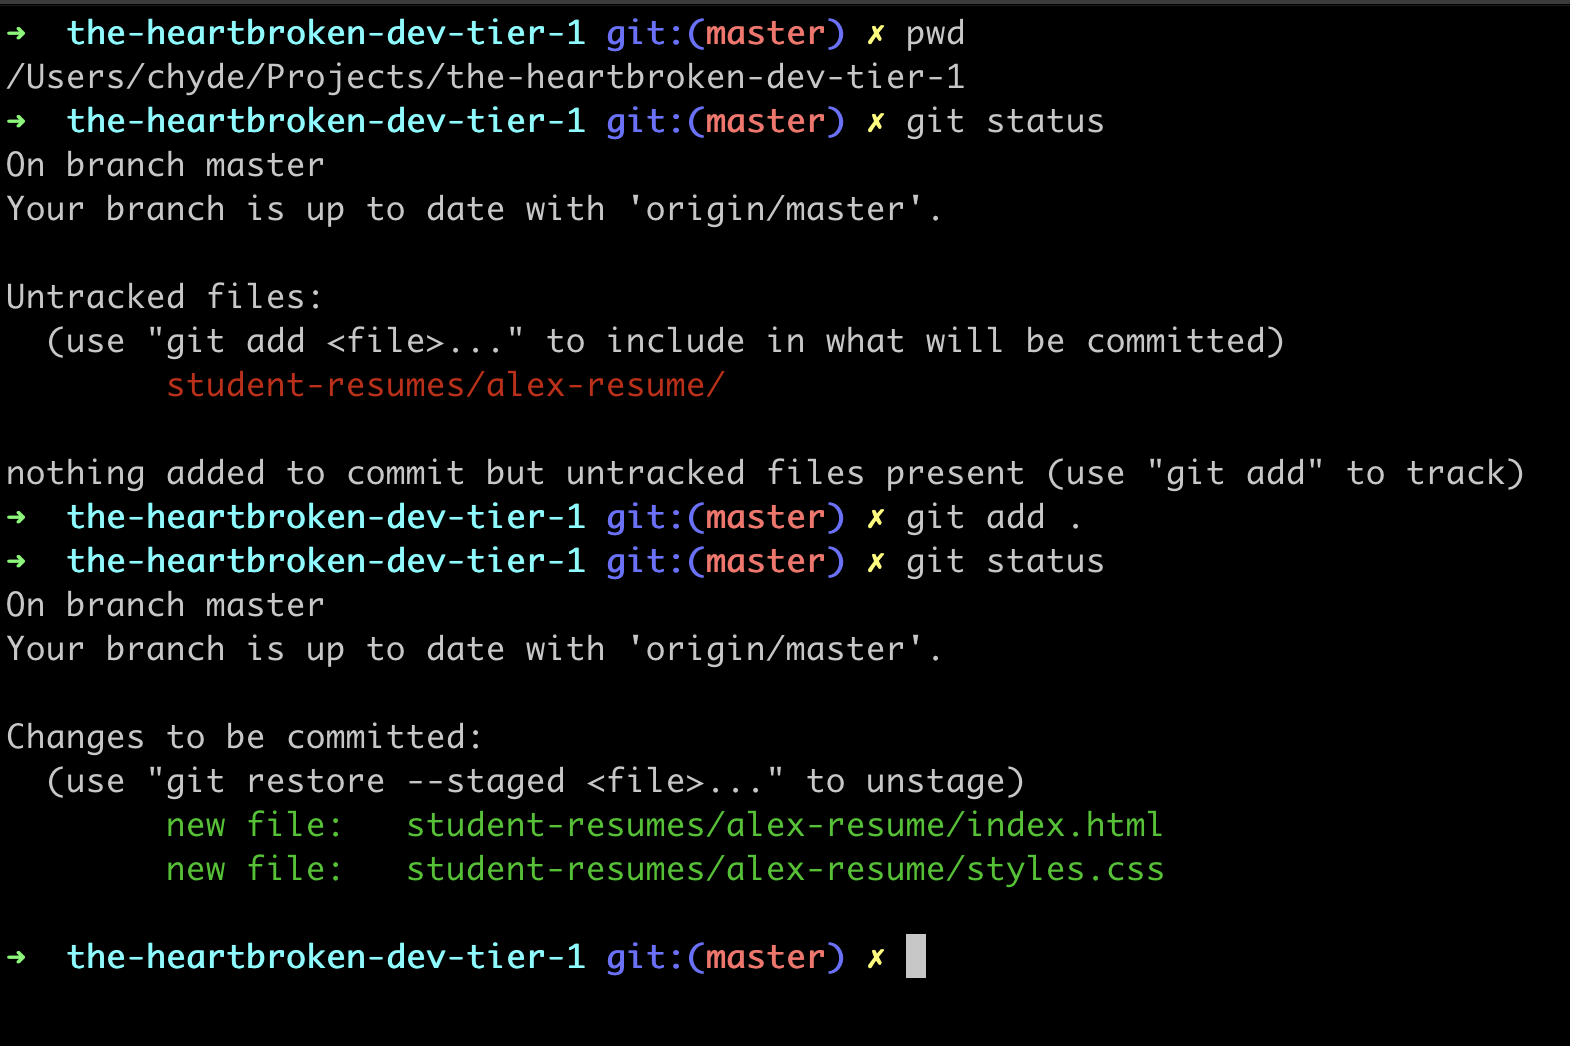 ➜  the-heartbroken-dev-tier-1 git:(master) ✗ pwd
/Users/chyde/Projects/the-heartbroken-dev-tier-1
➜  the-heartbroken-dev-tier-1 git:(master) ✗ git status
On branch master
Your branch is up to date with 'origin/master'.

Untracked files:
  (use "git add <file>..." to include in what will be committed)
        student-resumes/alex-resume/

nothing added to commit but untracked files present (use "git add" to track)
➜  the-heartbroken-dev-tier-1 git:(master) ✗ git add .
➜  the-heartbroken-dev-tier-1 git:(master) ✗ git status
On branch master
Your branch is up to date with 'origin/master'.

Changes to be committed:
  (use "git restore --staged <file>..." to unstage)
        new file:   student-resumes/alex-resume/index.html
        new file:   student-resumes/alex-resume/styles.css

➜  the-heartbroken-dev-tier-1 git:(master) ✗